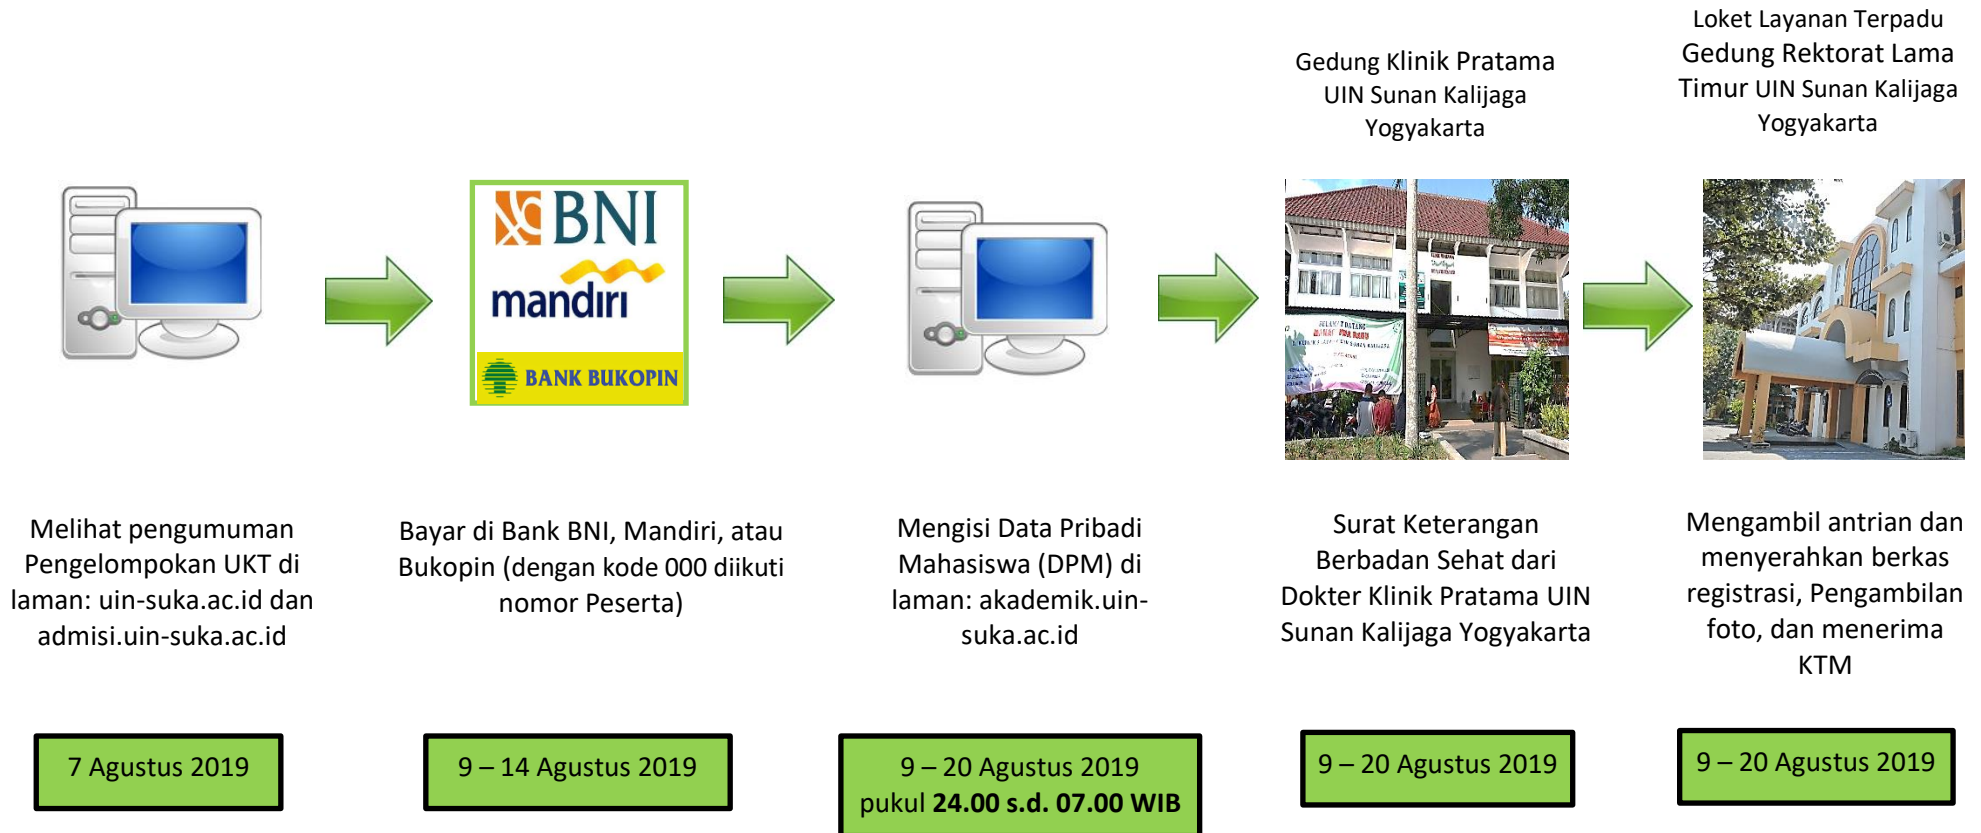 Gedung Klinik Pratama
UIN Sunan Kalijaga
Yogyakarta
Loket Layanan Terpadu
Gedung Rektorat Lama
Timur UIN Sunan Kalijaga
Yogyakarta
BNI
mandırı
BANK BUKOPIN
SELAMAT DATANG
Melihat pengumuman
Pengelompokan UKT di
laman: uin-suka.ac.id dan
admisi.uin-suka.ac.id
Bayar di Bank BNI, Mandiri, atau
Bukopin (dengan kode 000 diikuti
nomor Peserta)
Mengisi Data Pribadi
Mahasiswa (DPM) di
laman: akademik.uin-
suka.ac.id
Surat Keterangan
Berbadan Sehat dari
Dokter Klinik Pratama UIN
Sunan Kalijaga Yogyakarta
Mengambil antrian dan
menyerahkan berkas
registrasi, Pengambilan
foto, dan menerima
KTM
7 Agustus 2019
9 – 14 Agustus 2019
9 – 20 Agustus 2019
pukul 24.00 s.d. 07.00 WIB
9 – 20 Agustus 2019
9 – 20 Agustus 2019